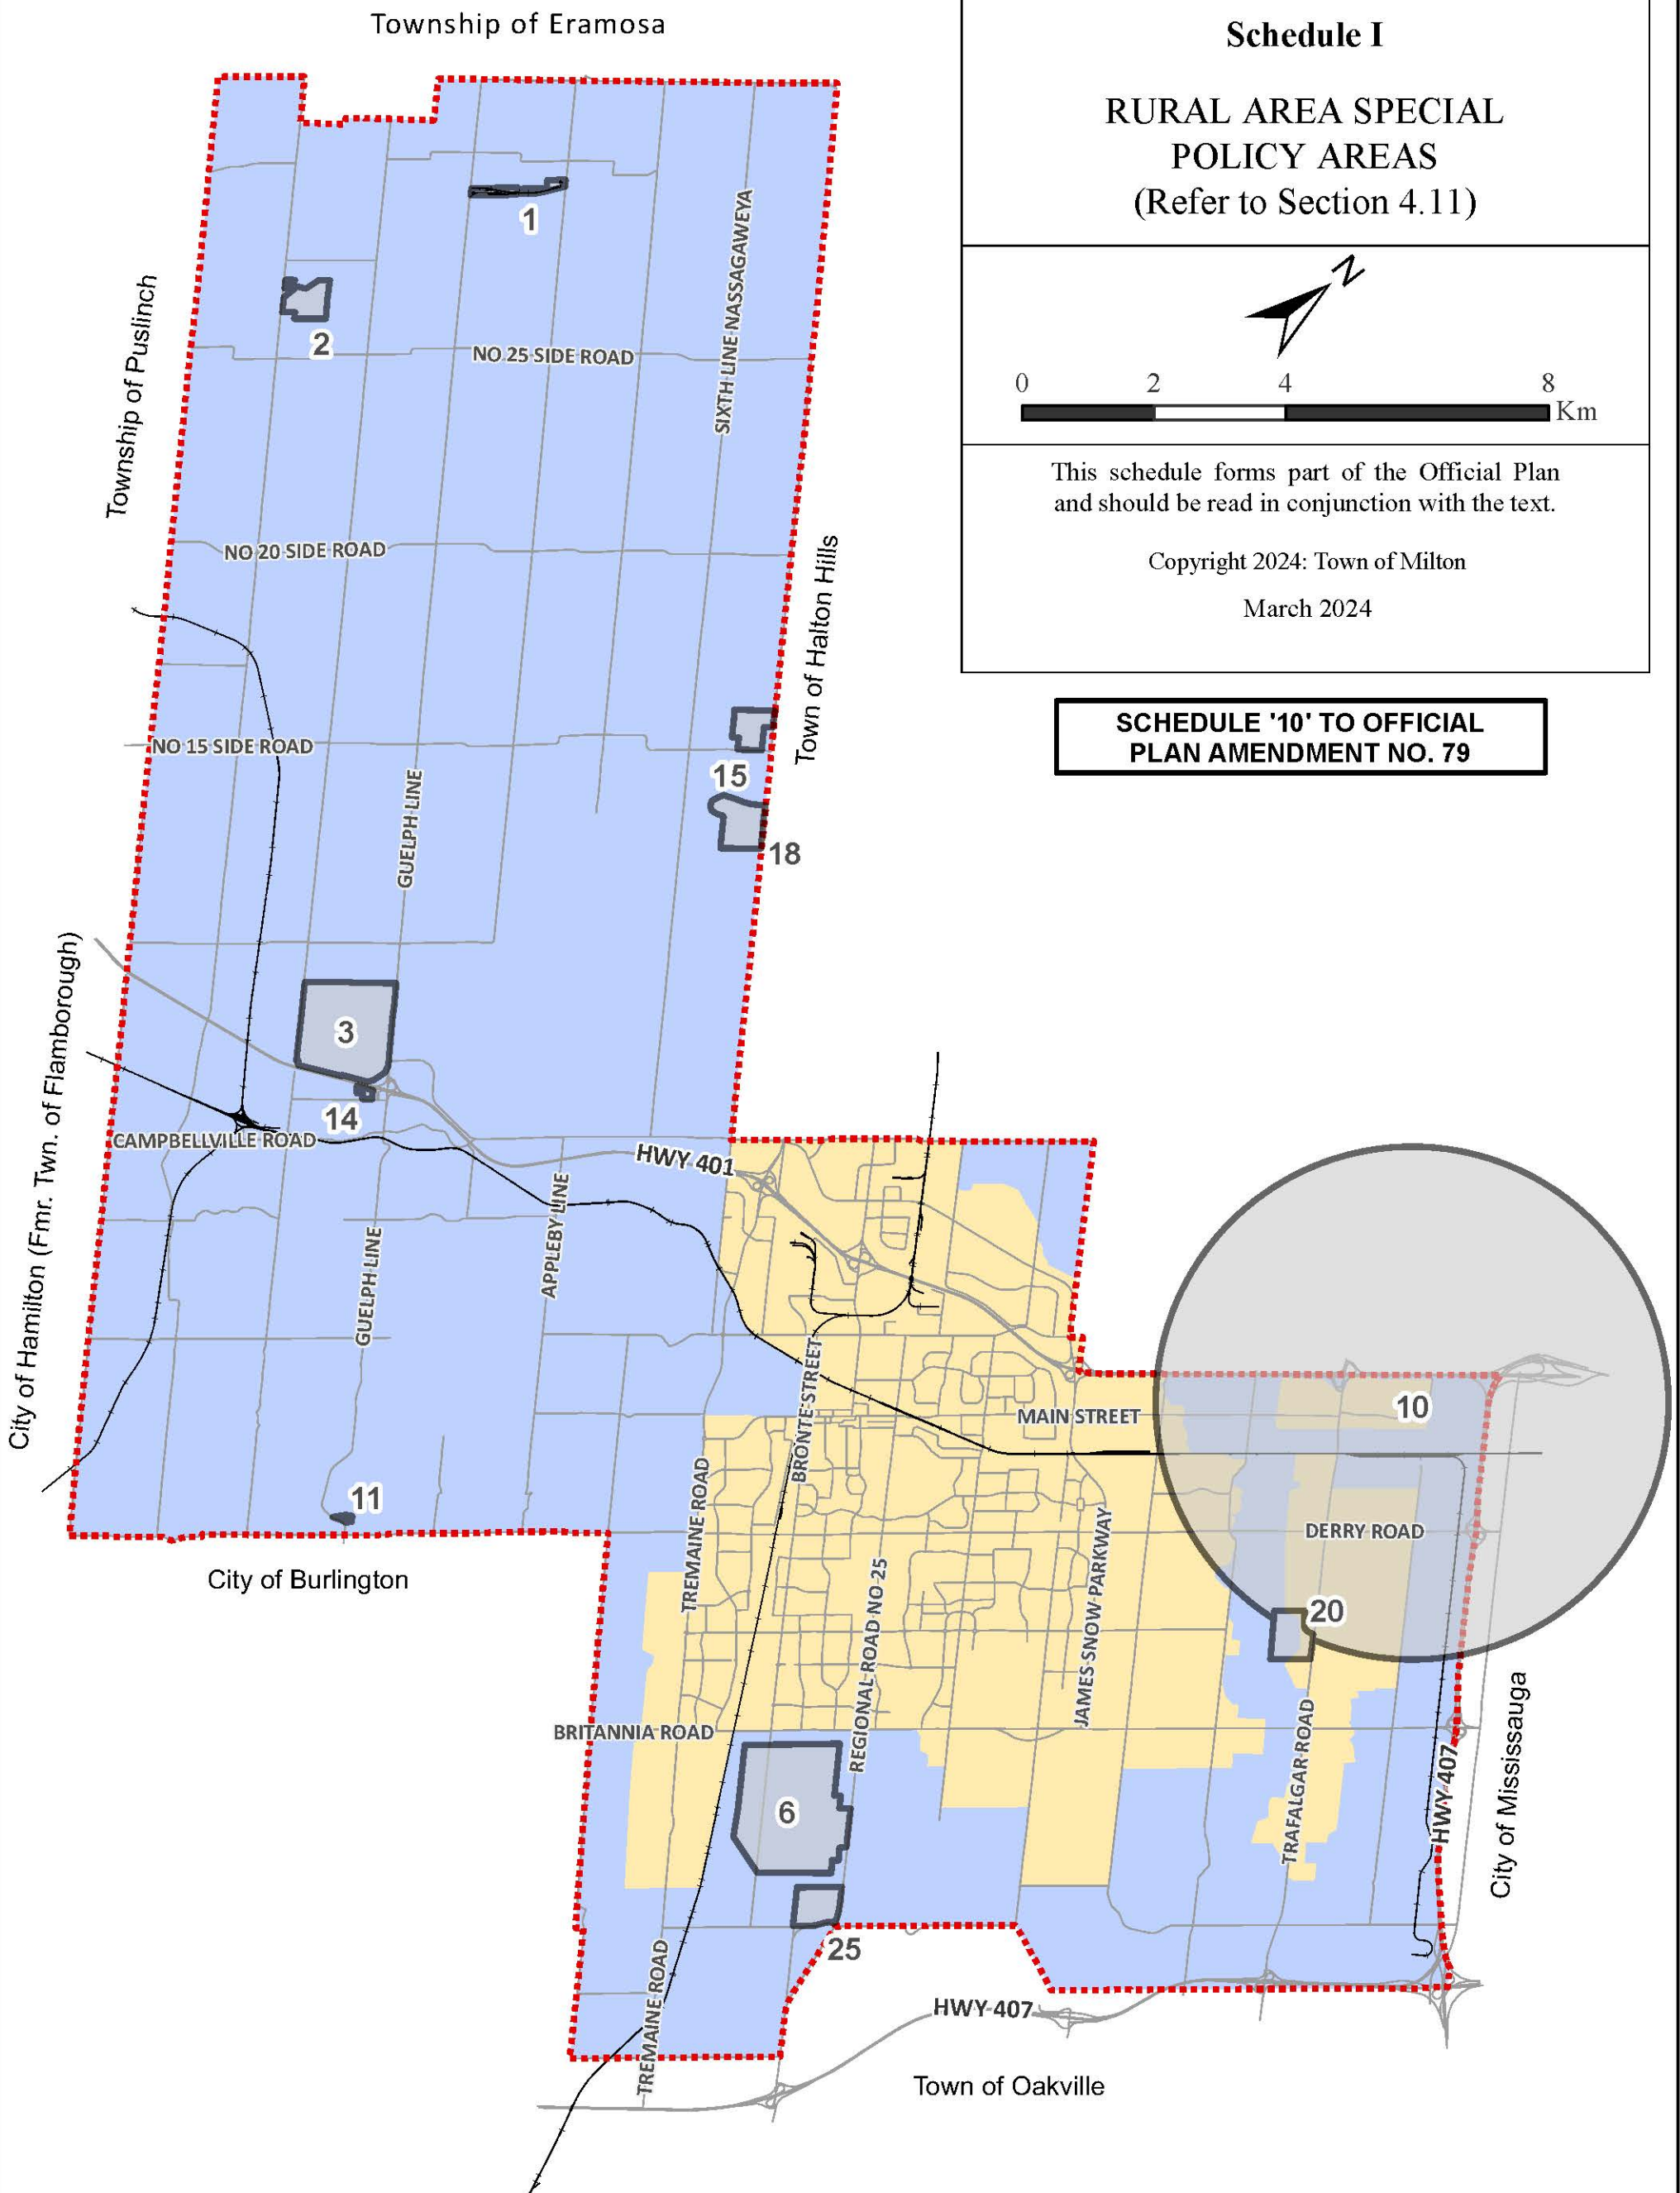 Township of Eramosa
Schedule I
RURAL AREA SPECIAL
POLICY AREAS
(Refer to Section 4.11)
N
0 2 4 8
Km
This schedule forms part of the Official Plan
and should be read in conjunction with the text.
Copyright 2024: Town of Milton
March 2024
SCHEDULE '10' TO OFFICIAL
PLAN AMENDMENT NO. 79
1
SIXTH LINE NASSAGAWEYA
Township of Puslinch
2
NO 25 SIDE ROAD
NO 20 SIDE ROAD
Town of Halton Hills
NO 15 SIDE ROAD
15
GUELPH LINE
18
City of Hamilton (Fmr. Twn. of Flamborough)
3
14
CAMPBELLVILLE ROAD
HWY 401
APPLEBY LINE
GUELPH LINE
BRONTE STREET
MAIN STREET
10
TREMAINE ROAD
11
JAMES SNOW PARKWAY
DERRY ROAD
City of Burlington
REGIONAL ROAD NO 25
20
BRITANNIA ROAD
TRAFALGAR ROAD
HWY 407
City of Mississauga
6
25
TREMAINE ROAD
HWY 407
Town of Oakville